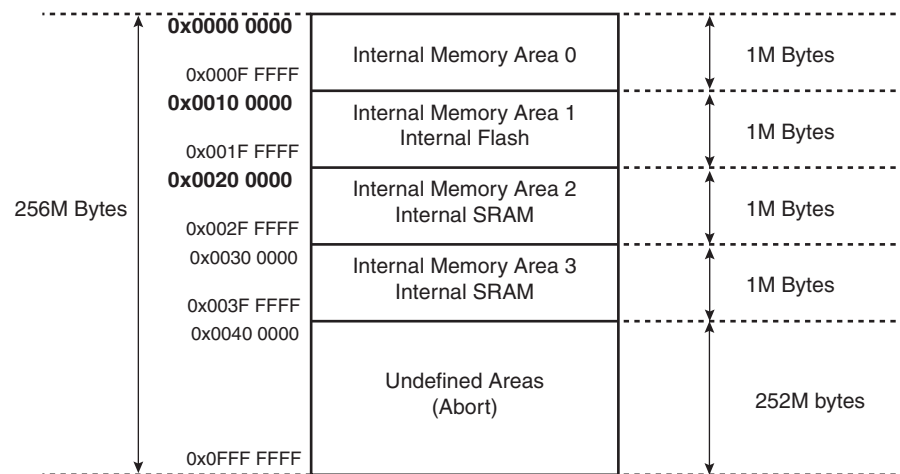 256M Bytes
0x0000 0000
0x000F FFFF
0x0010 0000
0x001F FFFF
0x0020 0000
0x002F FFFF
0x0030 0000
0x003F FFFF
0x0040 0000
0x0FFF FFFF
Internal Memory Area 0
Internal Memory Area 1
Internal Flash
Internal Memory Area 2
Internal SRAM
Internal Memory Area 3
Internal SRAM
Undefined Areas
(Abort)
1M Bytes
1M Bytes
1M Bytes
1M Bytes
252M bytes